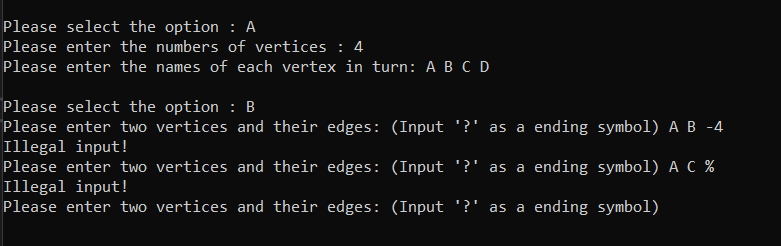 Please select the option : A
Please enter the numbers of vertices : 4
Please enter the names of each vertex in turn: A B C D
Please select the option : B
Please enter two vertices and their edges: (Input '?' as a ending symbol) A B -4
Illegal input!
Please enter two vertices and their edges: (Input '?' as a ending symbol) A C %
Illegal input!
Please enter two vertices and their edges: (Input '?' as a ending symbol)